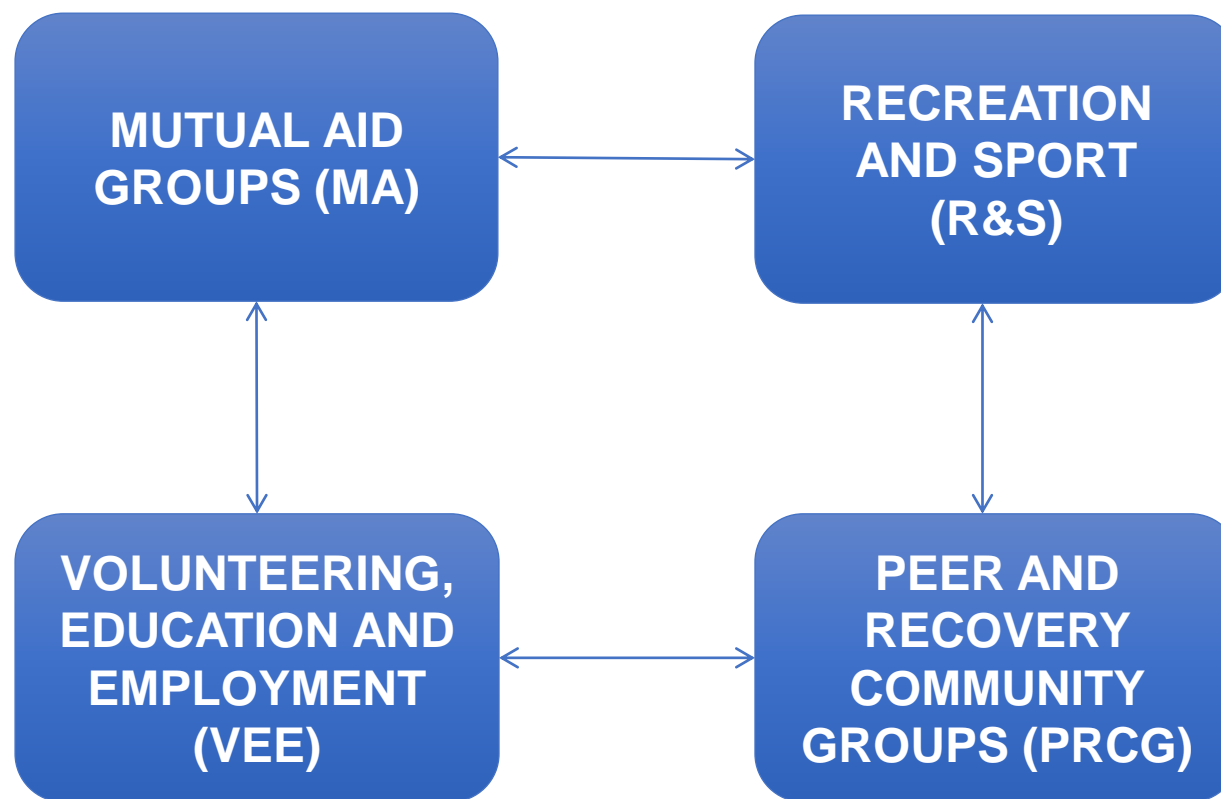 MUTUAL AID
GROUPS (MA)
RECREATION
AND SPORT
(R&S)
VOLUNTEERING,
EDUCATION AND
EMPLOYMENT
(VEE)
PEER AND
RECOVERY
COMMUNITY
GROUPS (PRCG)